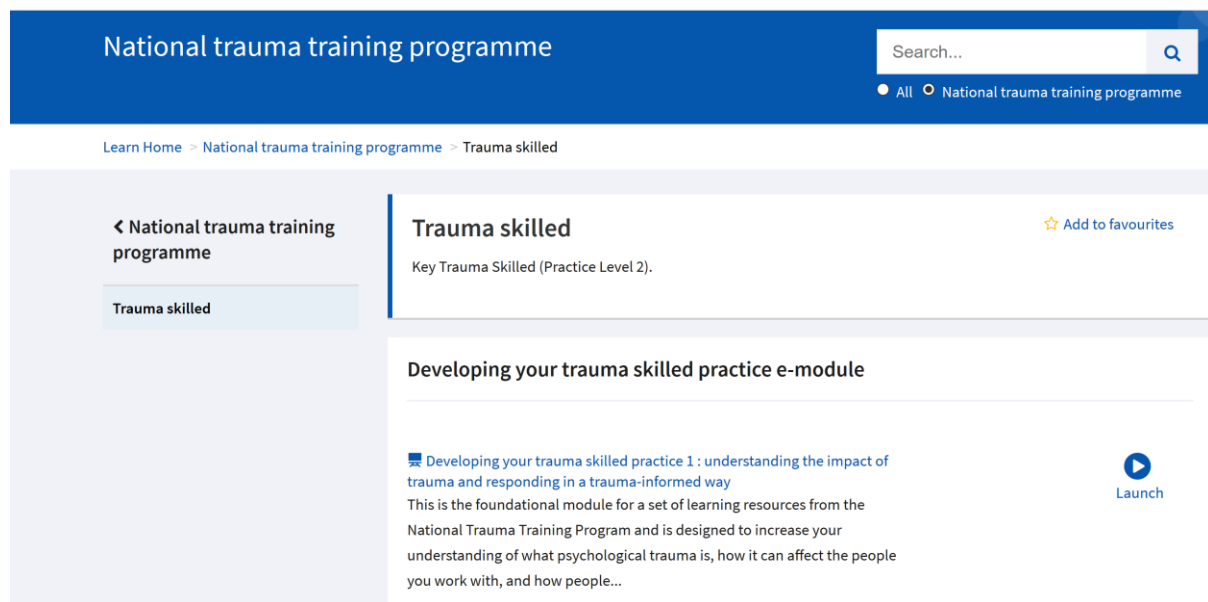 National trauma training programme
Search...
All National trauma training programme
Learn Home > National trauma training programme > Trauma skilled
National trauma training
programme
Trauma skilled
Trauma skilled
Add to favourites
Key Trauma Skilled (Practice Level 2).
Developing your trauma skilled practice e-module
Developing your trauma skilled practice 1 : understanding the impact of
trauma and responding in a trauma-informed way
This is the foundational module for a set of learning resources from the
National Trauma Training Program and is designed to increase your
understanding of what psychological trauma is, how it can affect the people
you work with, and how people...
Launch